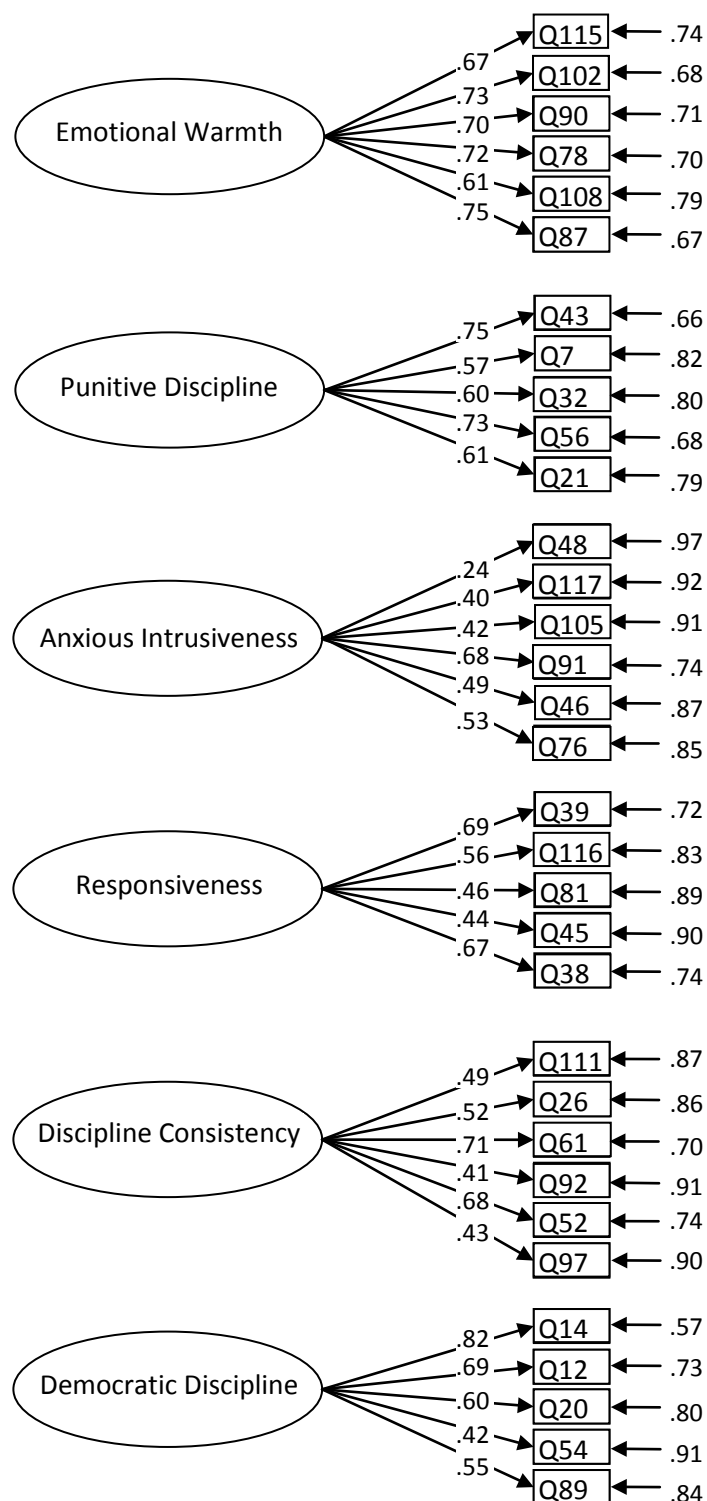 Q115 .74
.67
Q102 .68
.73
Emotional Warmth .70 Q90 .71
.72 Q78 .70
.61
Q108 .79
.75
Q87 .67
Q43 .66
.75
Q7 .82
.57
Punitive Discipline .60 Q32 .80
.73
Q56 .68
.61
Q21 .79
Q48 .97
.24
Q117 .92
.40
Anxious Intrusiveness .42 Q105 .91
.68 Q91 .74
.49
Q46 .87
.53
Q76 .85
Q39 .72
.69
Q116 .83
.56
Responsiveness .46 Q81 .89
.44
Q45 .90
.67
Q38 .74
Q111 .87
.49
Q26 .86
.52
Discipline Consistency .71 Q61 .70
.41 Q92 .91
.68
Q52 .74
.43
Q97 .90
Q14 .57
.82
Q12 .73
.69
Democratic Discipline .60 Q20 .80
.42
Q54 .91
.55
Q89 .84